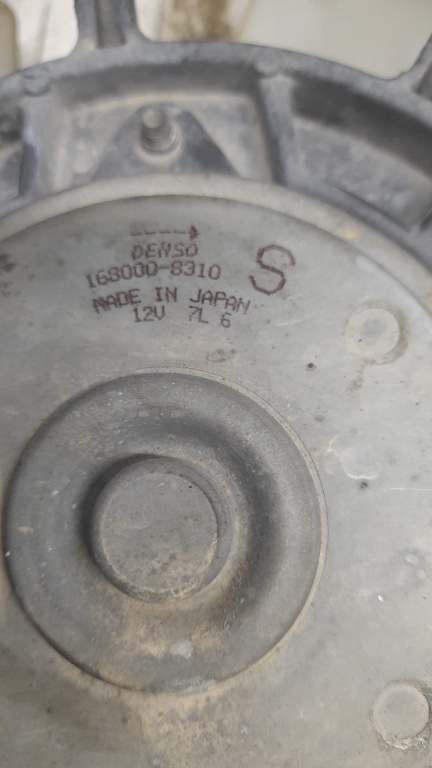 DENSO
168000-8310
S
MADE IN JAPAN
12V 7L 6